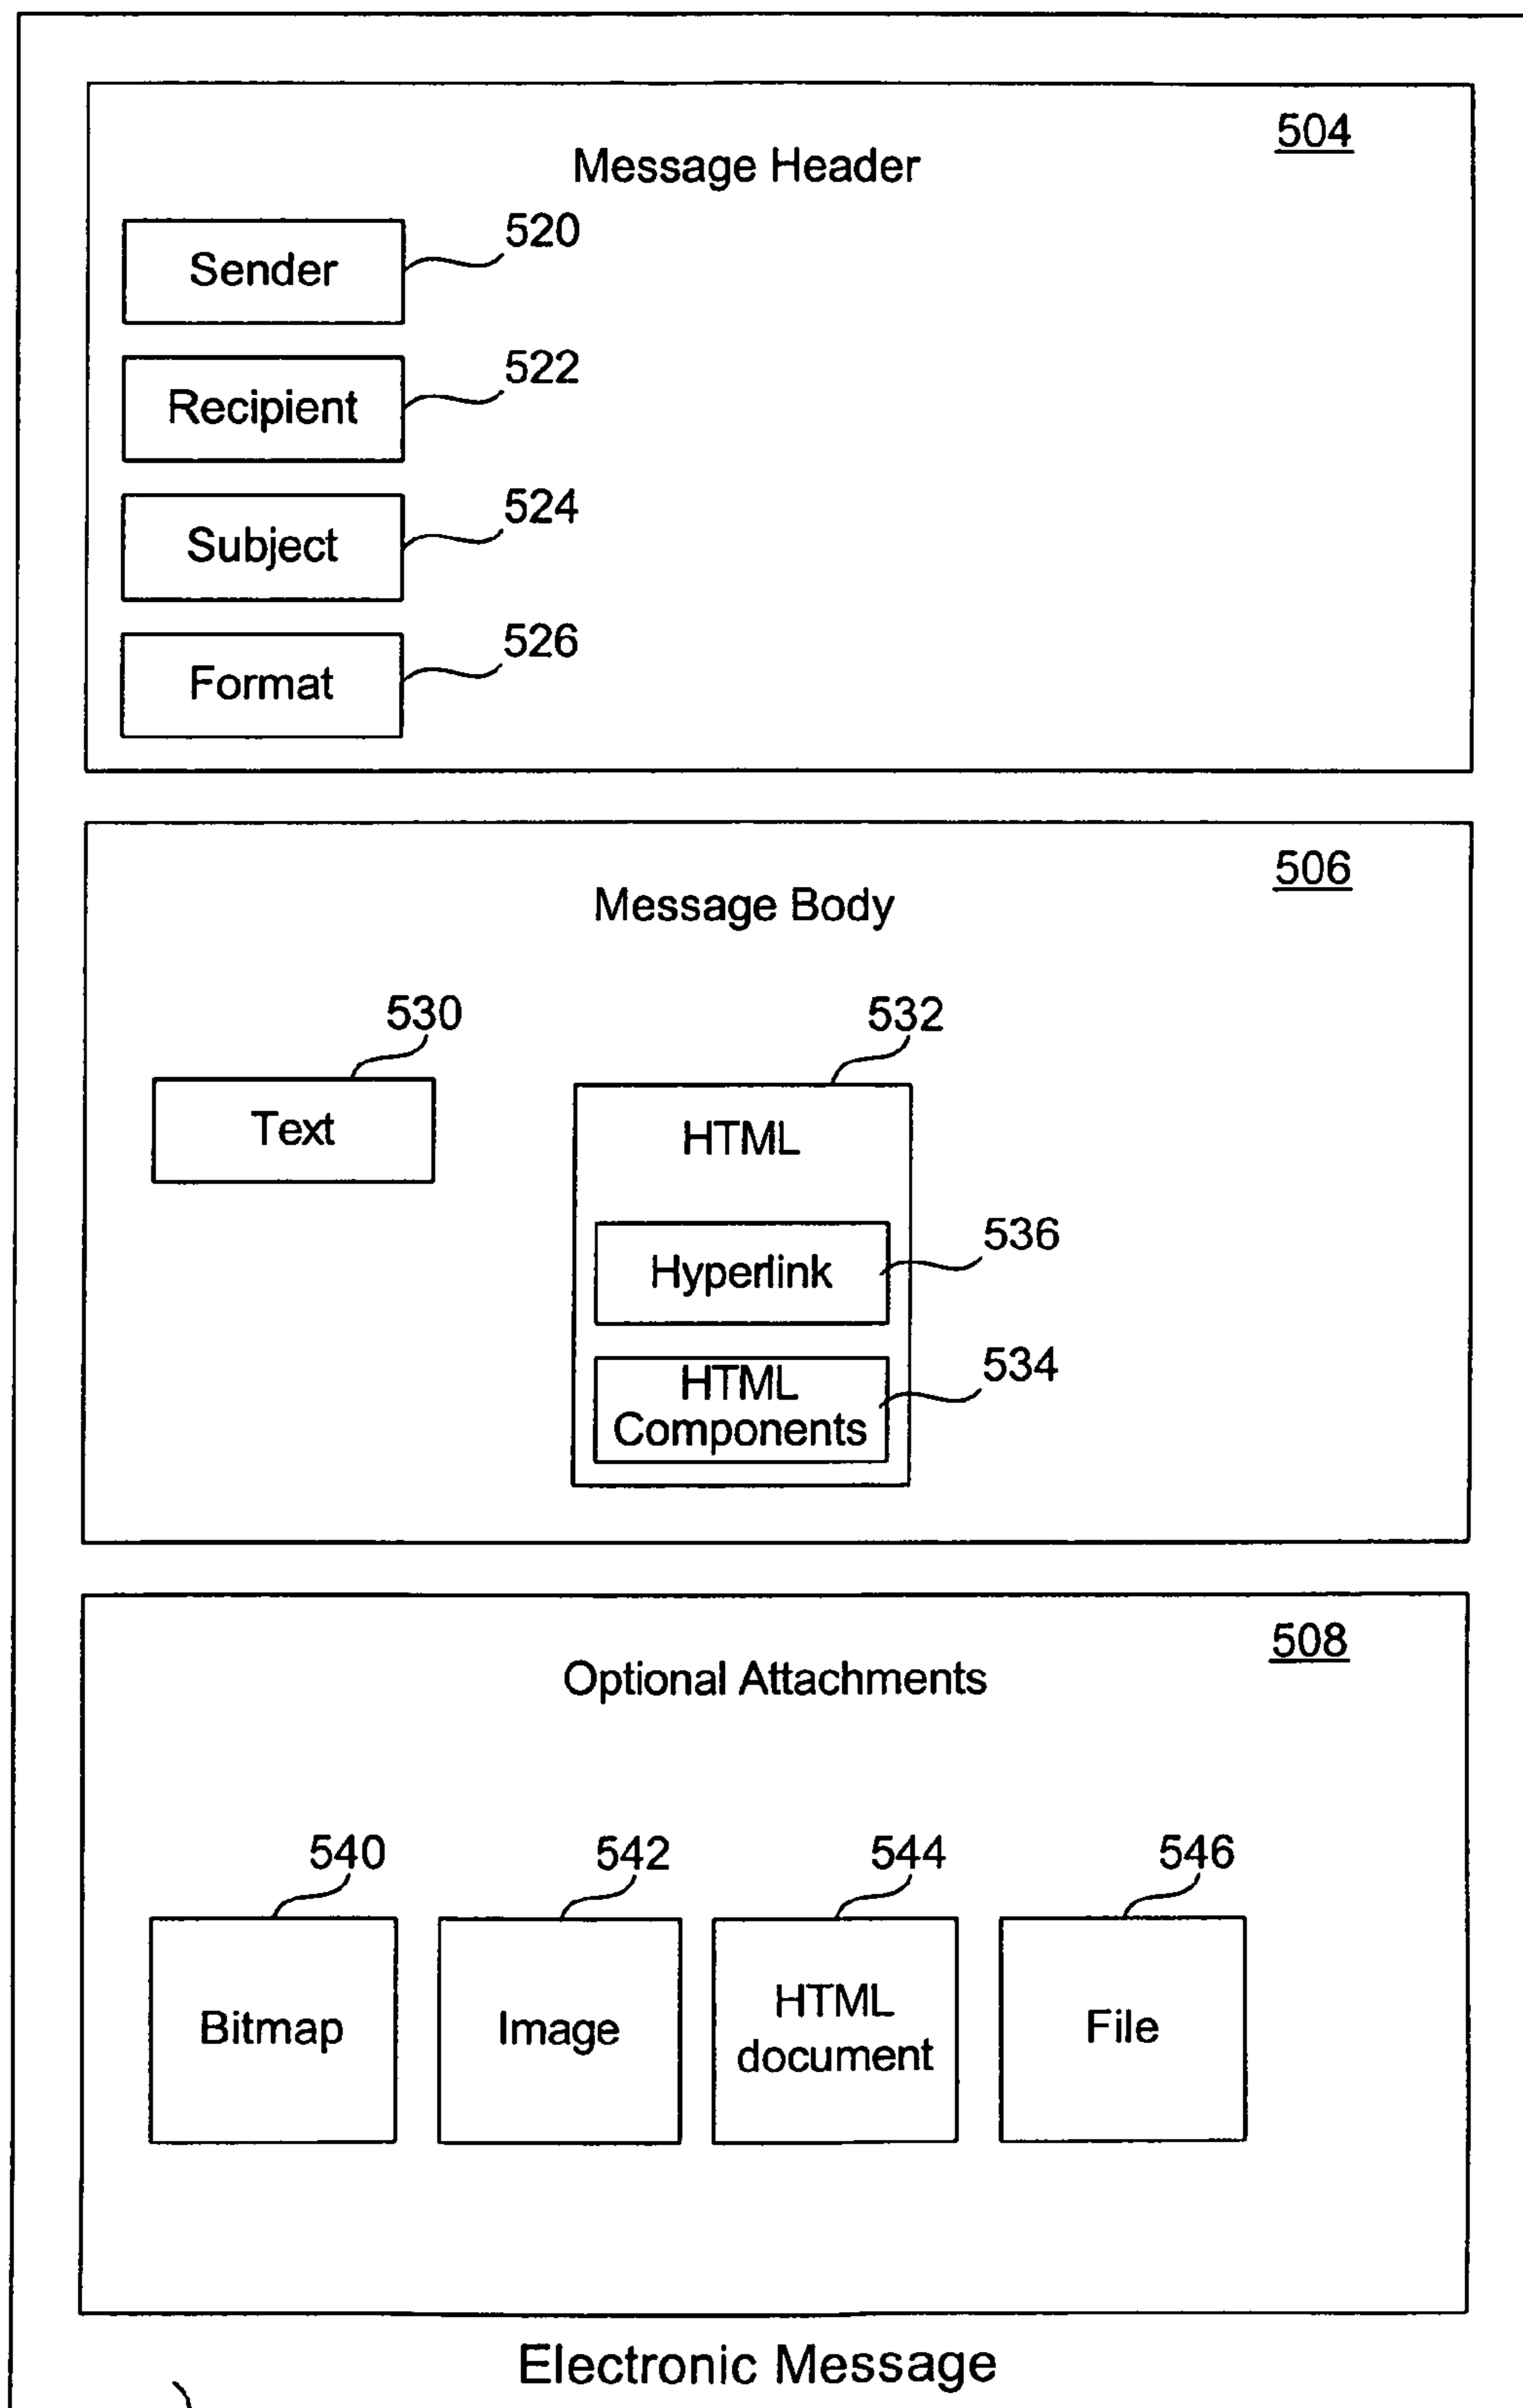 504
Message Header
520
Sender
522
Recipient
524
Subject
526
Format
506
Message Body
530
532
Text
HTML
536
Hyperlink
534
HTML
Components
508
Optional Attachments
540 542 544 546
Bitmap
Image
HTML
document
File
Electronic Message